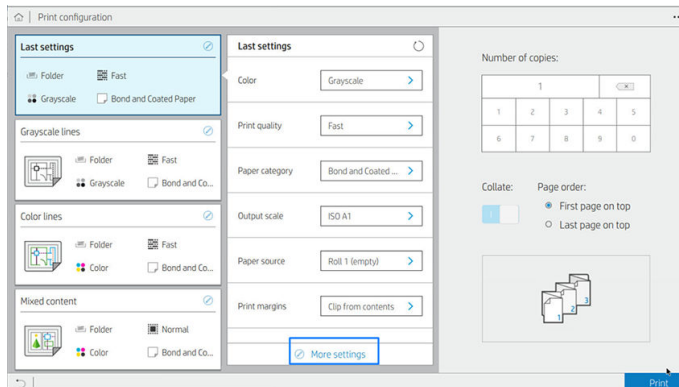 Print configuration
Last settings
Folder
Fast
Grayscale
Bond and Coated Paper
Grayscale lines
Folder
Fast
Grayscale
Bond and Co...
Color lines
Folder
Fast
Color
Bond and Co...
Mixed content
Folder
Normal
Color
Bond and Co...
Last settings
Color
Grayscale
Print quality
Fast
Paper category
Bond and Coated ...
Output scale
ISO A1
Paper source
Roll 1 (empty)
Print margins
Clip from contents
More settings
Number of copies:
1
1 2 3 4 5
6 7 8 9 0
Collate:
Page order:
First page on top
Last page on top
1 2 3
Print